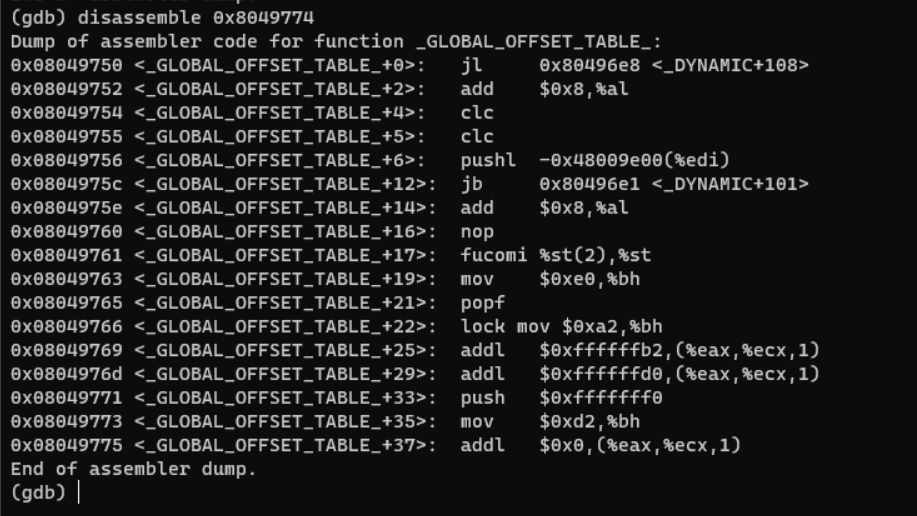 (gdb) disassemble 0x8049774
Dump of assembler code for function _GLOBAL_OFFSET_TABLE_:
0x08049750 <_GLOBAL_OFFSET_TABLE_+0>: jl 0x80496e8 <_DYNAMIC+108>
0x08049752 <_GLOBAL_OFFSET_TABLE_+2>: add $0x8,%al
0x08049754 <_GLOBAL_OFFSET_TABLE_+4>: clc
0x08049755 <_GLOBAL_OFFSET_TABLE_+5>: clc
0x08049756 <_GLOBAL_OFFSET_TABLE_+6>: pushl -0x48009e00(%edi)
0x0804975c <_GLOBAL_OFFSET_TABLE_+12>: jb 0x80496e1 <_DYNAMIC+101>
0x0804975e <_GLOBAL_OFFSET_TABLE_+14>: add $0x8,%al
0x08049760 <_GLOBAL_OFFSET_TABLE_+16>: nop
0x08049761 <_GLOBAL_OFFSET_TABLE_+17>: fucomi %st(2),%st
0x08049763 <_GLOBAL_OFFSET_TABLE_+19>: mov $0xe0,%bh
0x08049765 <_GLOBAL_OFFSET_TABLE_+21>: popf
0x08049766 <_GLOBAL_OFFSET_TABLE_+22>: lock mov $0xa2,%bh
0x08049769 <_GLOBAL_OFFSET_TABLE_+25>: addl $0xffffffb2,(%eax,%ecx,1)
0x0804976d <_GLOBAL_OFFSET_TABLE_+29>: addl $0xffffffd0,(%eax,%ecx,1)
0x08049771 <_GLOBAL_OFFSET_TABLE_+33>: push $0xfffffff0
0x08049773 <_GLOBAL_OFFSET_TABLE_+35>: mov $0xd2,%bh
0x08049775 <_GLOBAL_OFFSET_TABLE_+37>: addl $0x0,(%eax,%ecx,1)
End of assembler dump.
(gdb)